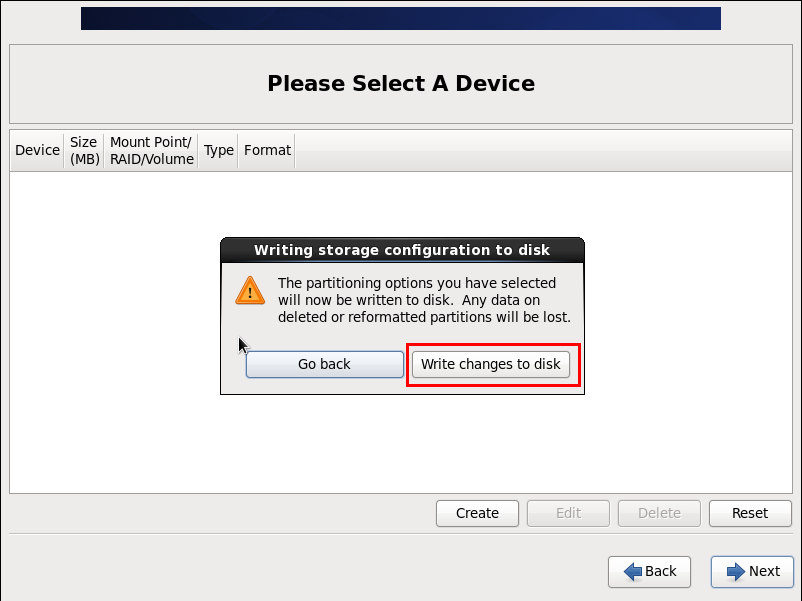 Please Select A Device
Device
Size
(MB)
Mount Point/
RAID/Volume
Type
Format
Writing storage configuration to disk
The partitioning options you have selected
will now be written to disk.  Any data on
deleted or reformatted partitions will be lost.
Go back
Write changes to disk
Create
Edit
Delete
Reset
Back
Next